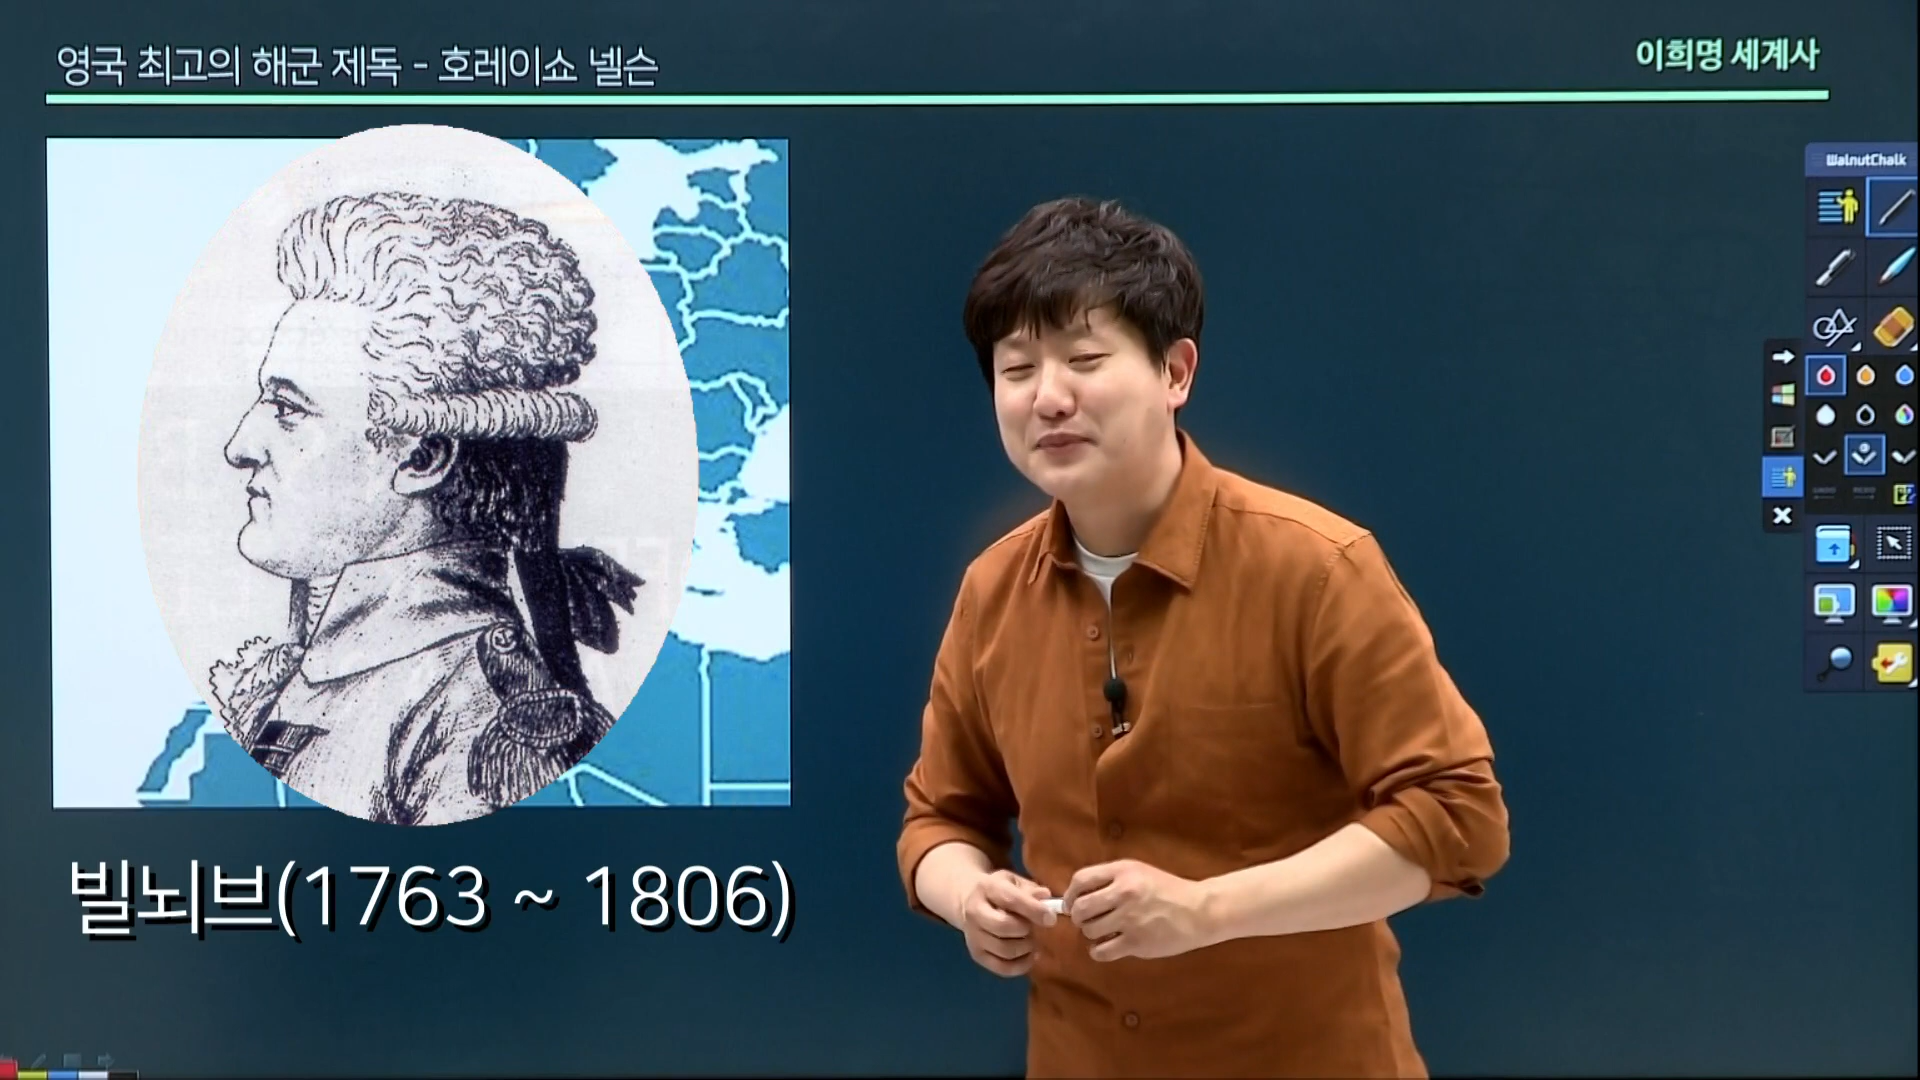 영국 최고의 해군 제독 - 호레이쇼 넬슨
이희명 세계사
WalnutChalk
빌뇌브(1763 ~ 1806)